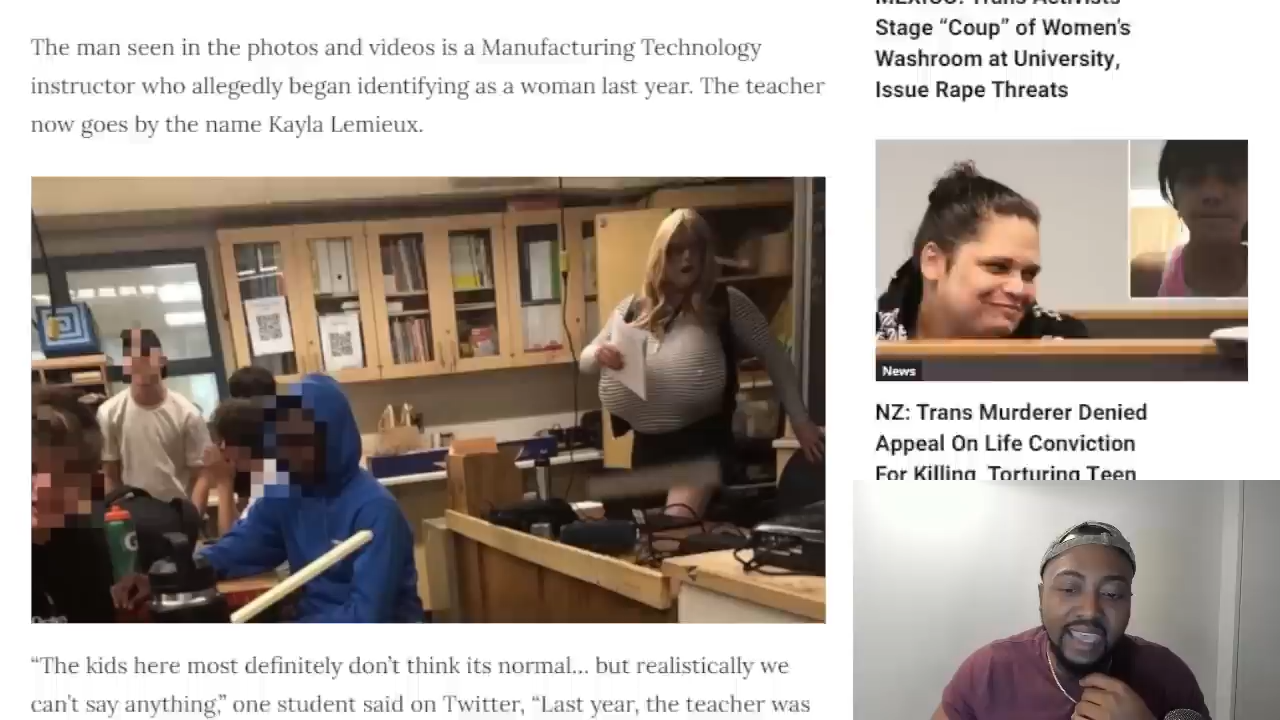 The man seen in the photos and videos is a Manufacturing Technology
instructor who allegedly began identifying as a woman last year. The teacher
now goes by the name Kayla Lemieux.
“The kids here most definitely don’t think its normal... but realistically we
can’t say anything,” one student said on Twitter, “Last year, the teacher was
MEXICO: Trans Activists
Stage “Coup” of Women's
Washroom at University,
Issue Rape Threats
News
NZ: Trans Murderer Denied
Appeal On Life Conviction
For Killing, Torturing Teen